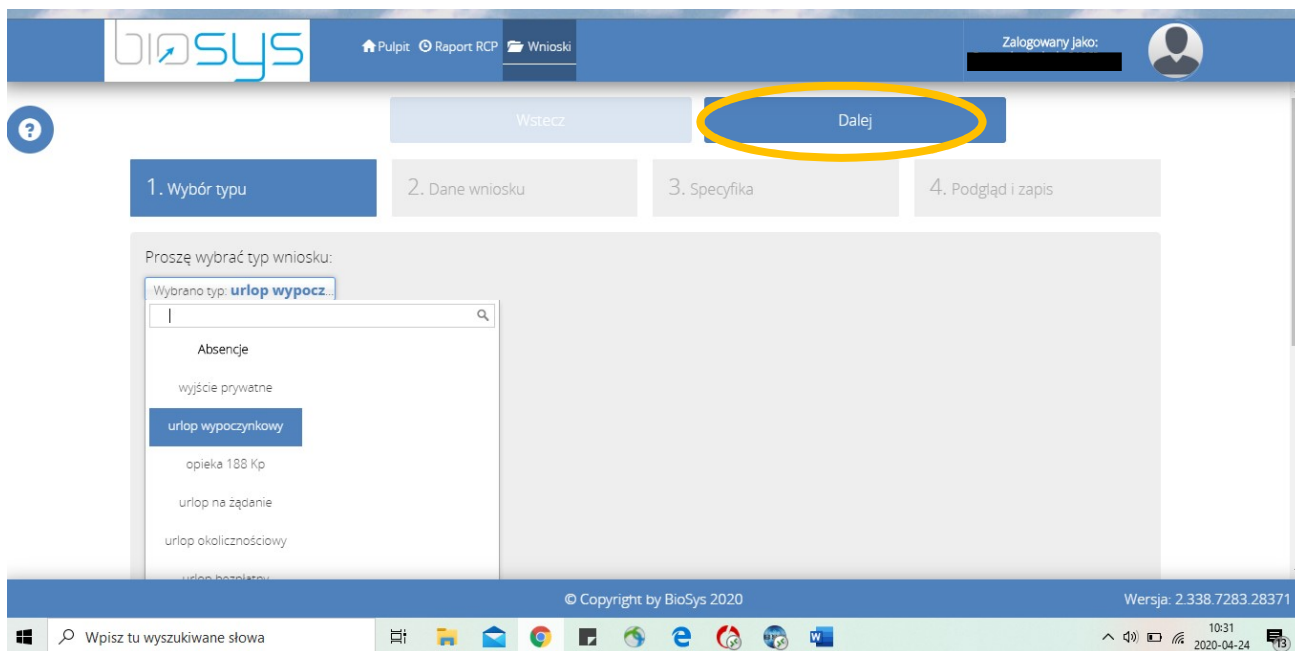 biosys
Pulpit Raport RCP Wnioski
Zalogowany jako:
?
Wstecz
Dalej
1. Wybór typu
2. Dane wniosku
3. Specyfika
4. Podgląd i zapis
Proszę wybrać typ wniosku:
Wybrano typ: urlop wypocz...
Absencje
wyjście prywatne
urlop wypoczynkowy
opieka 188 Kp
urlop na żądanie
urlop okolicznościowy
urlop bezpłatny
© Copyright by BioSys 2020
Wersja: 2.338.7283.28371
Wpisz tu wyszukiwane słowa
10:31
2020-04-24
13